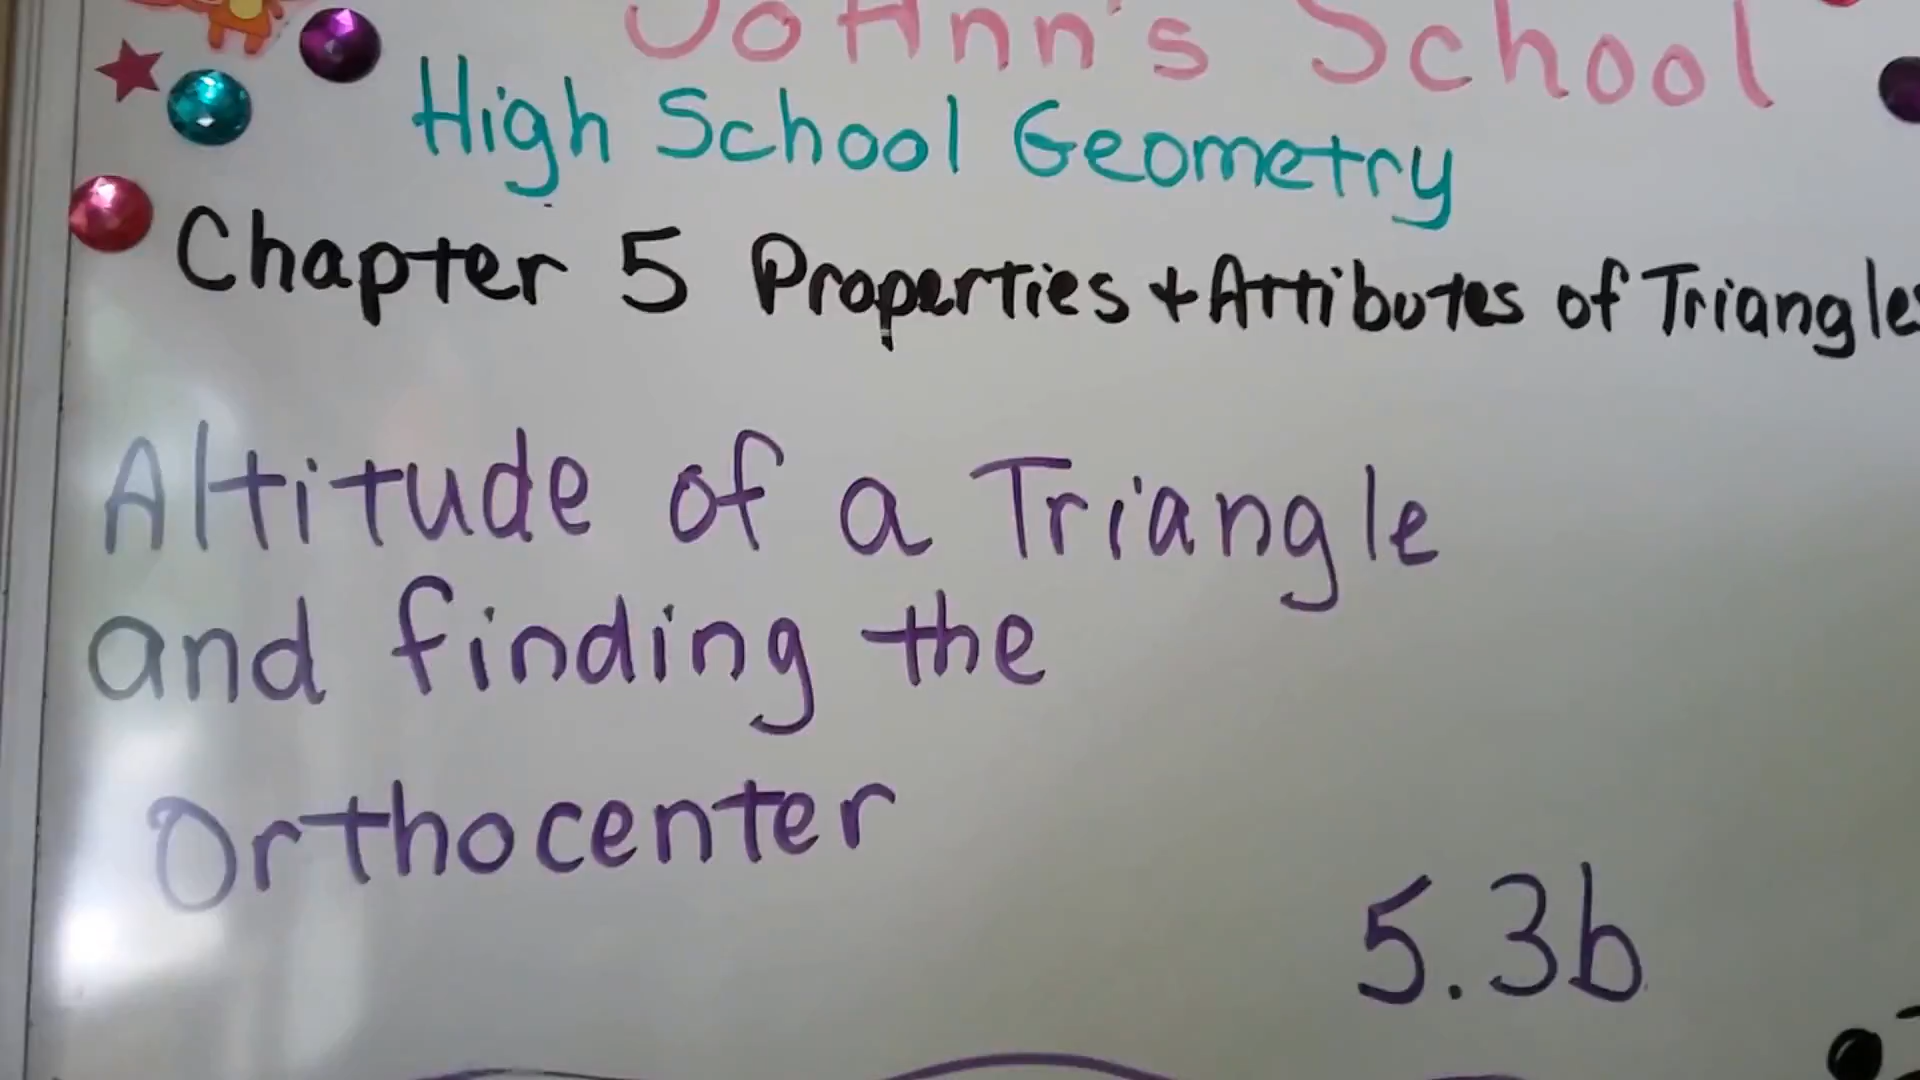 JoAnn's School
High School Geometry
Chapter 5 Properties + Attibutes of Triangles
Altitude of a Triangle
and finding the
Orthocenter
5.3b